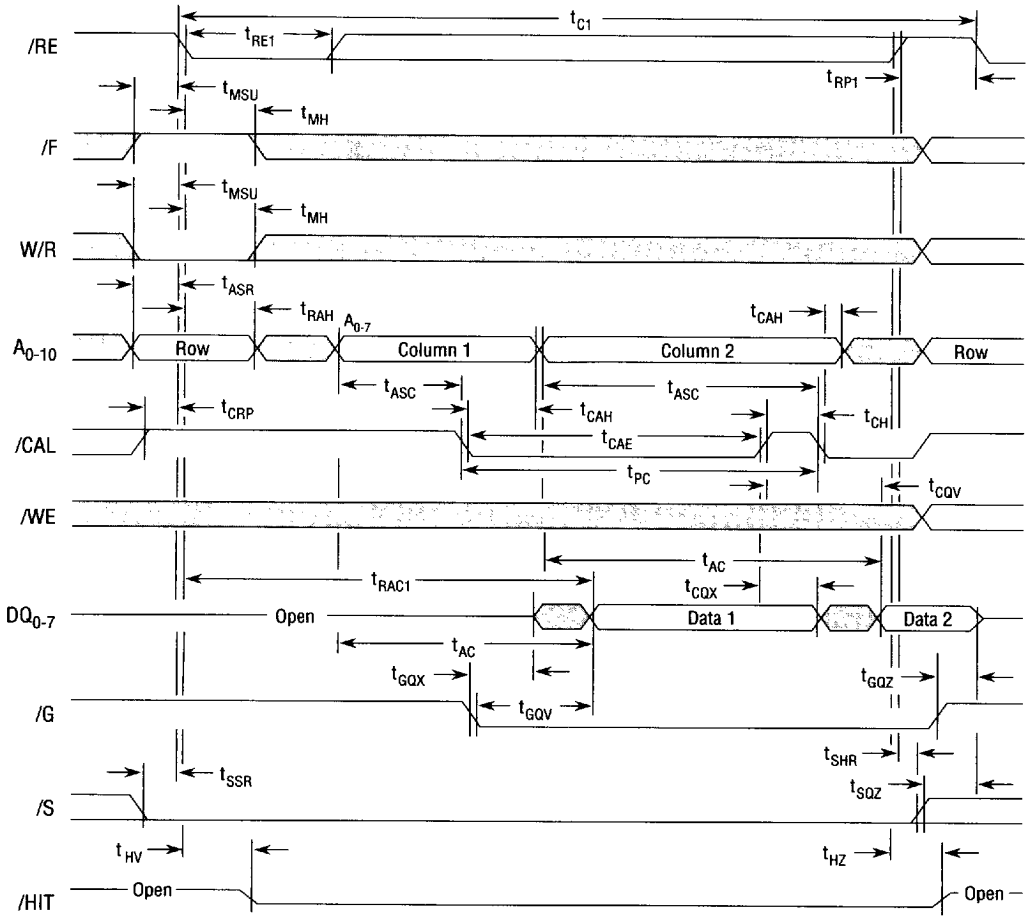 t_C1
/RE
t_RE1
t_RP1
t_MSU
t_MH
/F
t_MSU
t_MH
W/R
t_ASR
t_RAH
A_0-7
t_CAH
A_0-10
Row
Column 1
Column 2
Row
t_ASC
t_ASC
t_CRP
t_CAH
t_CH
/CAL
t_CAE
t_PC
t_CQV
/WE
t_AC
t_RAC1
t_CQX
DQ_0-7
Open
Data 1
Data 2
t_AC
t_GQX
t_GQZ
/G
t_GQV
t_SHR
t_SSR
t_SQZ
/S
t_HV
t_HZ
/HIT
Open
Open